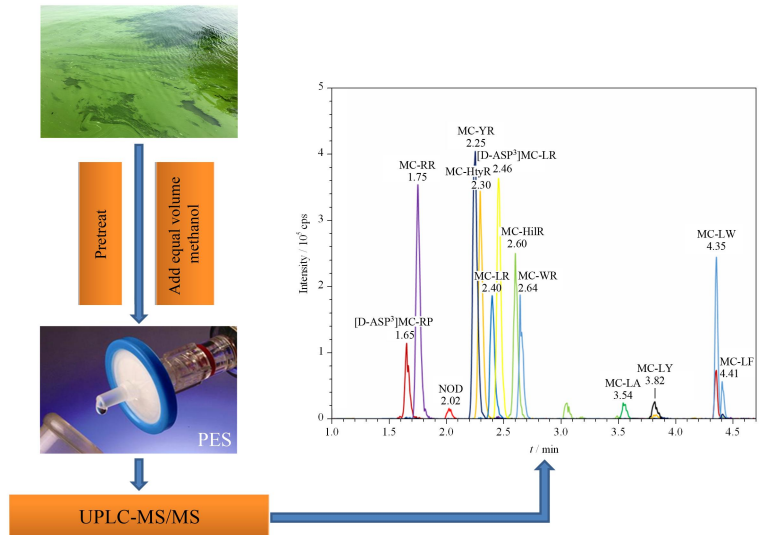 Pretreat
Add equal volume
methanol
PES
UPLC-MS/MS
Intensity / 10⁵ cps
5
4
3
2
1
0
1.0
1.5
2.0
2.5
3.0
3.5
4.0
4.5
t / min
[D-ASP³]MC-RP
1.65
MC-RR
1.75
NOD
2.02
MC-YR
2.25
MC-HtyR
2.30
MC-LR
2.40
[D-ASP³]MC-LR
2.46
MC-HilR
2.60
MC-WR
2.64
MC-LA
3.54
MC-LY
3.82
MC-LW
4.35
MC-LF
4.41